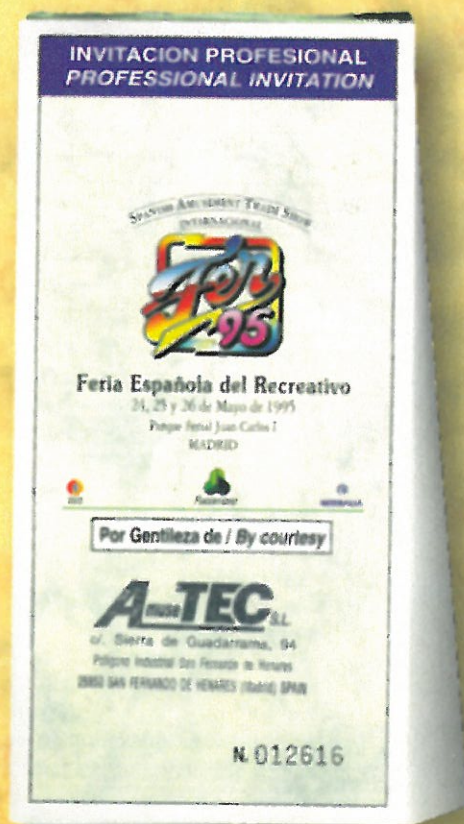 INVITACION PROFESIONAL
PROFESSIONAL INVITATION
SPANISH AMUSEMENT TRADE SHOW
INTERNACIONAL
FER
95
Feria Española del Recreativo
24, 25 y 26 de Mayo de 1995
Parque Ferial Juan Carlos I
MADRID
Por Gentileza de / By courtesy
AmuseTEC S.L.
c/. Sierra de Guadarrama, 94
Polígono Industrial San Fernando de Henares
SAN FERNANDO DE HENARES (Madrid) SPAIN
N. 012616